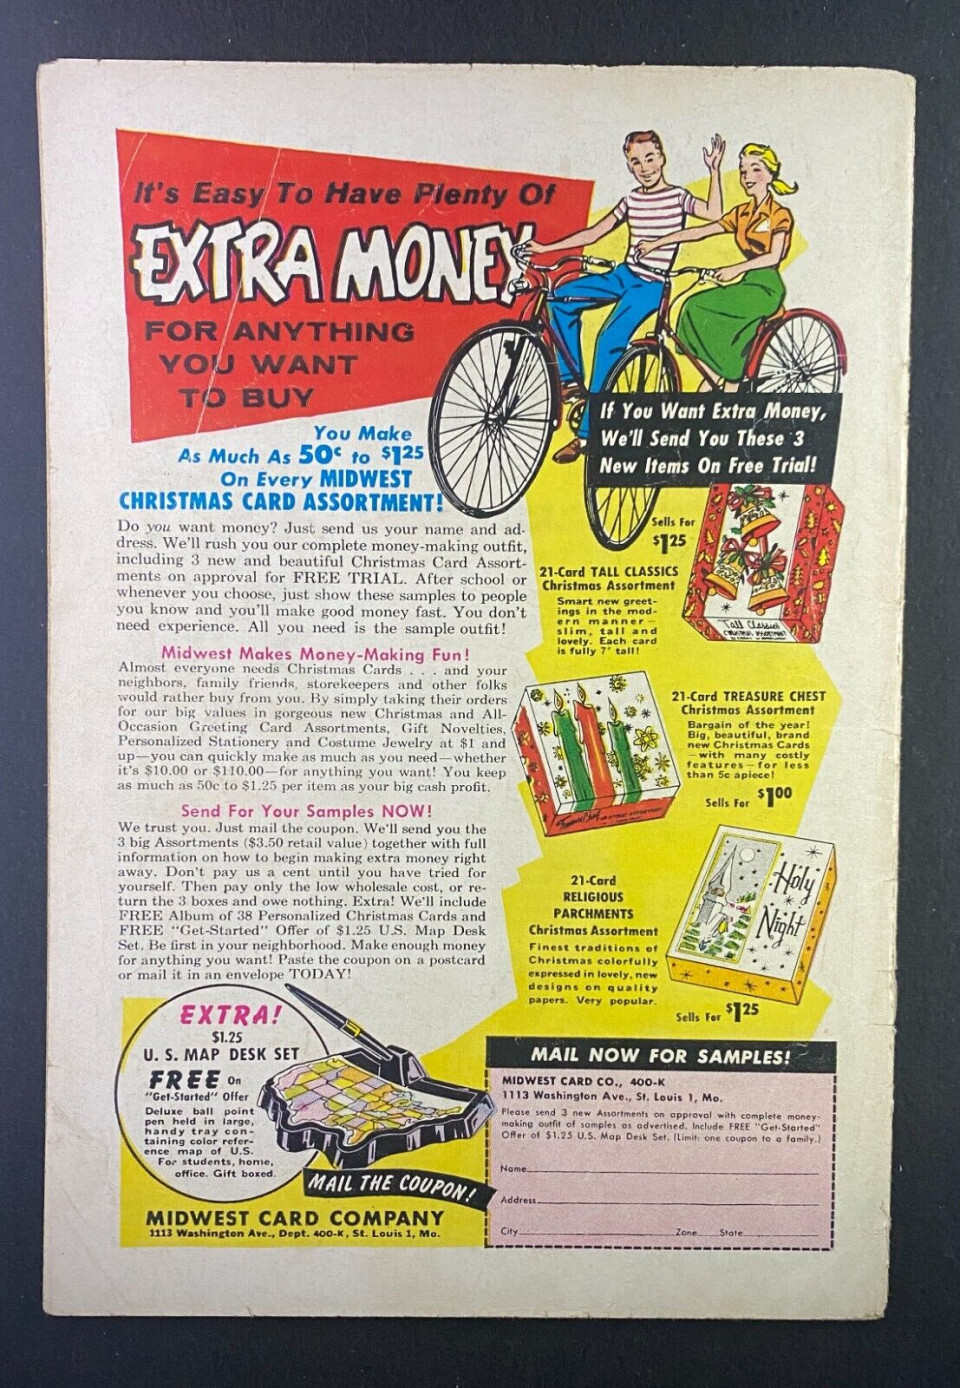 It's Easy To Have Plenty Of
EXTRA MONEY
FOR ANYTHING
YOU WANT
TO BUY
You Make
As Much As 50¢ to $1.25
On Every MIDWEST
CHRISTMAS CARD ASSORTMENT!
Do you want money? Just send us your name and ad-
dress. We'll rush you our complete money-making outfit,
including 3 new and beautiful Christmas Card Assort-
ments on approval for FREE TRIAL. After school or
whenever you choose, just show these samples to people
you know and you'll make good money fast. You don't
need experience. All you need is the sample outfit!
Midwest Makes Money-Making Fun!
Almost everyone needs Christmas Cards . . . and your
neighbors, family friends, storekeepers and other folks
would rather buy from you. By simply taking their orders
for our big values in gorgeous new Christmas and All-
Occasion Greeting Card Assortments, Gift Novelties,
Personalized Stationery and Costume Jewelry at $1 and
up—you can quickly make as much as you need—whether
it's $10.00 or $110.00—for anything you want! You keep
as much as 50c to $1.25 per item as your big cash profit.
Send For Your Samples NOW!
We trust you. Just mail the coupon. We'll send you the
3 big Assortments ($3.50 retail value) together with full
information on how to begin making extra money right
away. Don't pay us a cent until you have tried for
yourself. Then pay only the low wholesale cost, or re-
turn the 3 boxes and owe nothing. Extra! We'll include
FREE Album of 38 Personalized Christmas Cards and
FREE "Get-Started" Offer of $1.25 U.S. Map Desk
Set. Be first in your neighborhood. Make enough money
for anything you want! Paste the coupon on a postcard
or mail it in an envelope TODAY!
If You Want Extra Money,
We'll Send You These 3
New Items On Free Trial!
Sells For
$1.25
21-Card TALL CLASSICS
Christmas Assortment
Smart new greet-
ings in the mod-
ern manner—
slim, tall and
lovely. Each card
is fully 7" tall!
Tall Classics
CHRISTMAS ASSORTMENT
21-Card TREASURE CHEST
Christmas Assortment
Bargain of the year!
Big, beautiful, brand
new Christmas Cards
—with many costly
features—for less
than 5c apiece!
Sells For $1.00
21-Card
RELIGIOUS
PARCHMENTS
Christmas Assortment
Finest traditions of
Christmas colorfully
expressed in lovely, new
designs on quality
papers. Very popular.
Holy
Night
Sells For $1.25
EXTRA!
$1.25
U. S. MAP DESK SET
FREE On
"Get-Started" Offer
Deluxe ball point
pen held in large,
handy tray con-
taining color refer-
ence map of U.S.
For students, home,
office. Gift boxed.
MAIL THE COUPON!
MIDWEST CARD COMPANY
1113 Washington Ave., Dept. 400-K, St. Louis 1, Mo.
MAIL NOW FOR SAMPLES!
MIDWEST CARD CO., 400-K
1113 Washington Ave., St. Louis 1, Mo.
Please send 3 new Assortments on approval with complete money-
making outfit of samples as advertised. Include FREE "Get-Started"
Offer of $1.25 U.S. Map Desk Set. (Limit: one coupon to a family.)
Name
Address
City Zone State